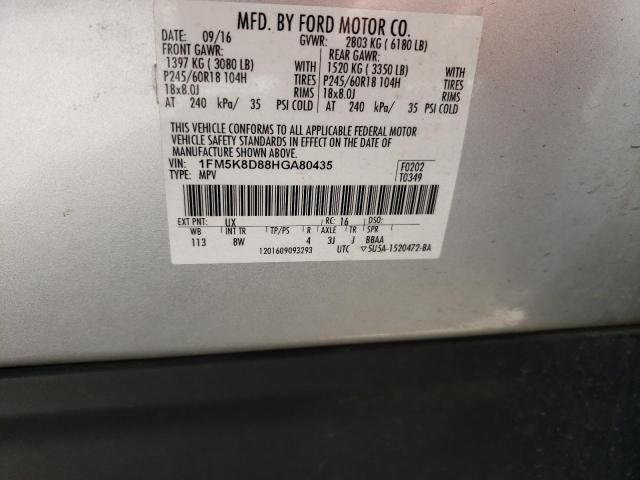 MFD. BY FORD MOTOR CO.
DATE: 09/16 GVWR: 2803 KG ( 6180 LB)
FRONT GAWR: REAR GAWR:
1397 KG ( 3080 LB) WITH 1520 KG ( 3350 LB) WITH
P245/60R18 104H TIRES P245/60R18 104H TIRES
18x8.0J RIMS 18x8.0J RIMS
AT 240 kPa/ 35 PSI COLD AT 240 kPa/ 35 PSI COLD
THIS VEHICLE CONFORMS TO ALL APPLICABLE FEDERAL MOTOR
VEHICLE SAFETY STANDARDS IN EFFECT ON THE DATE OF
MANUFACTURE SHOWN ABOVE.
VIN: 1FM5K8D88HGA80435 F0202
TYPE: MPV T0349
EXT PNT: UX RC: 16 DSO:
WB INT TR TP/PS R AXLE TR SPR
113 8W 4 3J J BBAA
1201609093293 UTC ▽5U5A-1520472-BA